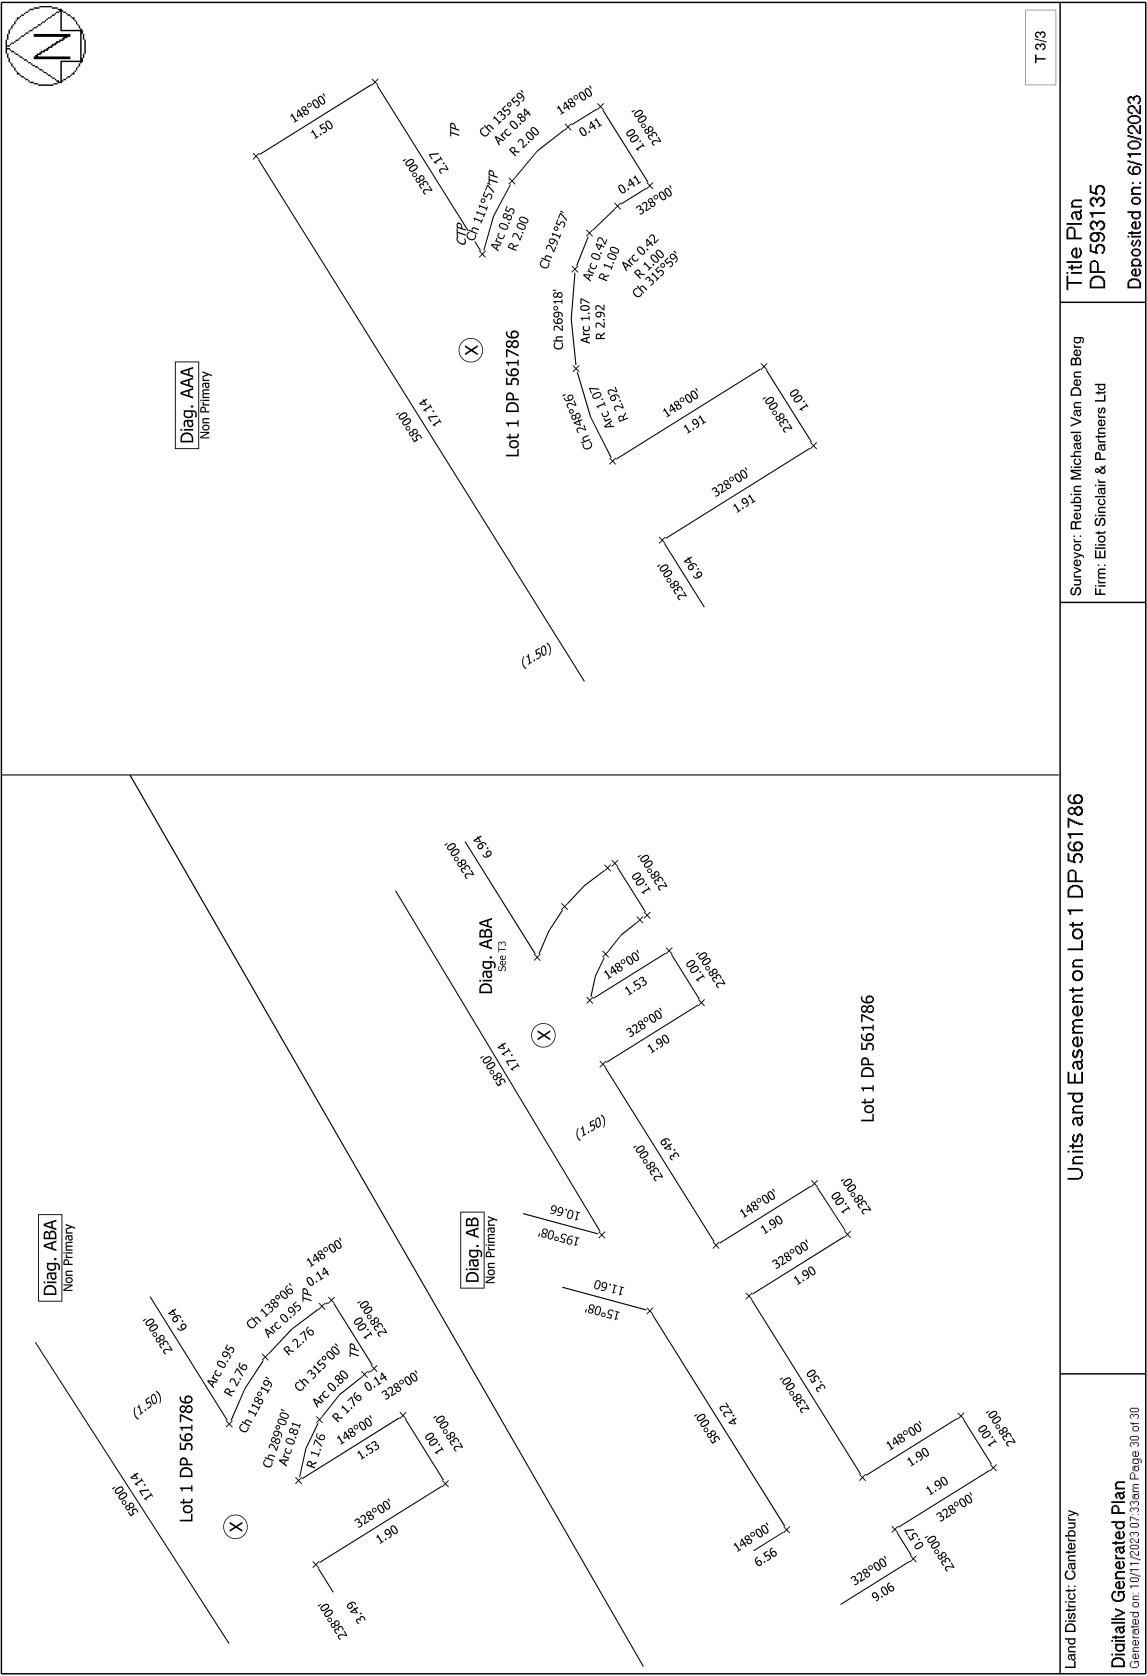 N
T 3/3
Diag. AAA
Non Primary
148°00'
1.50
238°00'
2.17
TP
CTP
Ch 111°57'
TP
Arc 0.85
R 2.00
Ch 135°59'
Arc 0.84
R 2.00
148°00'
0.41
1.00
238°00'
0.41
328°00'
Ch 291°57'
Arc 0.42
R 1.00
Arc 0.42
R 1.00
Ch 315°59'
Ch 269°18'
Arc 1.07
R 2.92
Ch 248°26'
Arc 1.07
R 2.92
X
Lot 1 DP 561786
58°00'
17.14
148°00'
1.91
238°00'
1.00
328°00'
1.91
238°00'
6.94
(1.50)
Diag. ABA
Non Primary
58°00'
17.14
(1.50)
Lot 1 DP 561786
X
238°00'
6.94
Arc 0.95
R 2.76
Ch 118°19'
Ch 138°06'
Arc 0.95
R 2.76
TP
0.14
148°00'
1.00
238°00'
TP
Ch 315°00'
Arc 0.80
R 1.76
0.14
328°00'
Ch 289°00'
Arc 0.81
R 1.76
148°00'
1.53
1.00
238°00'
328°00'
1.90
238°00'
3.49
Diag. AB
Non Primary
Diag. ABA
See T3
238°00'
6.94
1.00
238°00'
148°00'
1.53
1.00
238°00'
328°00'
1.90
X
58°00'
17.14
(1.50)
238°00'
3.49
195°08'
10.66
15°08'
11.60
148°00'
1.90
1.00
238°00'
328°00'
1.90
238°00'
3.50
58°00'
4.22
148°00'
6.56
148°00'
1.90
1.00
238°00'
1.90
328°00'
0.57
238°00'
328°00'
9.06
Lot 1 DP 561786
Land District: Canterbury
Digitally Generated Plan
Generated on: 10/11/2023 07:33am Page 30 of 30
Units and Easement on Lot 1 DP 561786
Surveyor: Reubin Michael Van Den Berg
Firm: Eliot Sinclair & Partners Ltd
Title Plan
DP 593135
Deposited on: 6/10/2023